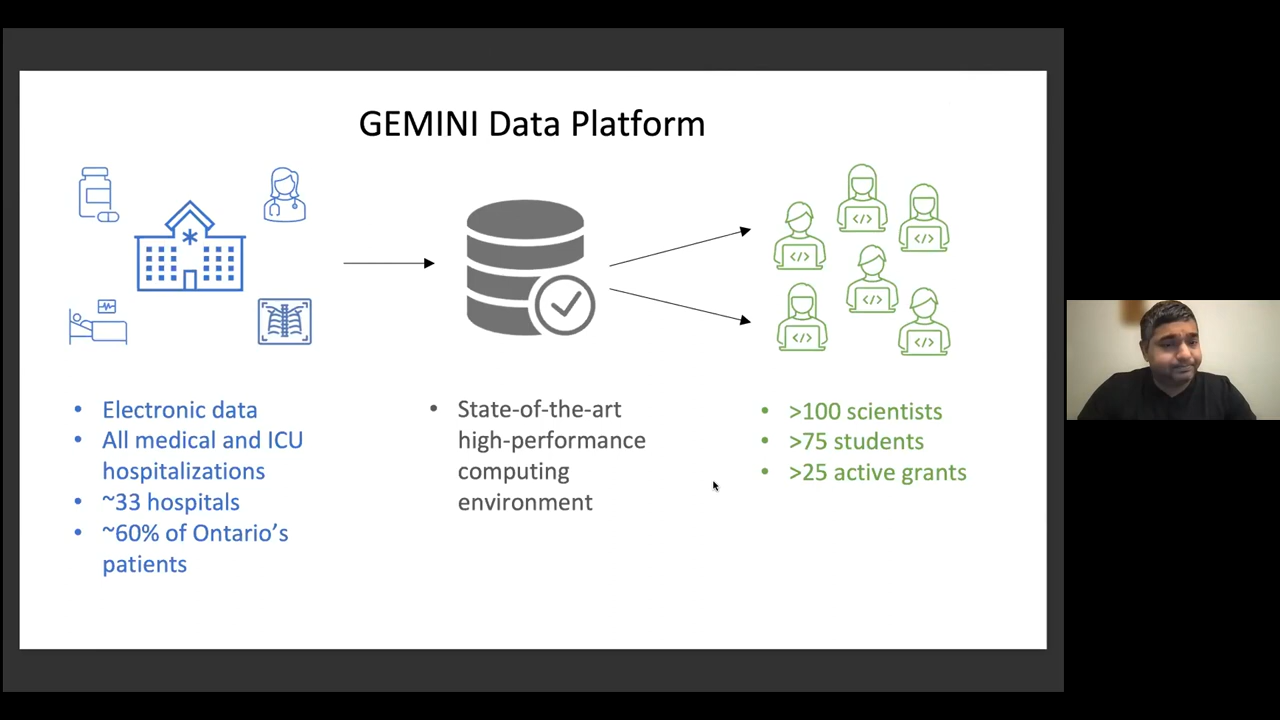 GEMINI Data Platform
• Electronic data
• All medical and ICU
hospitalizations
• ~33 hospitals
• ~60% of Ontario’s
patients
• State-of-the-art
high-performance
computing
environment
• >100 scientists
• >75 students
• >25 active grants